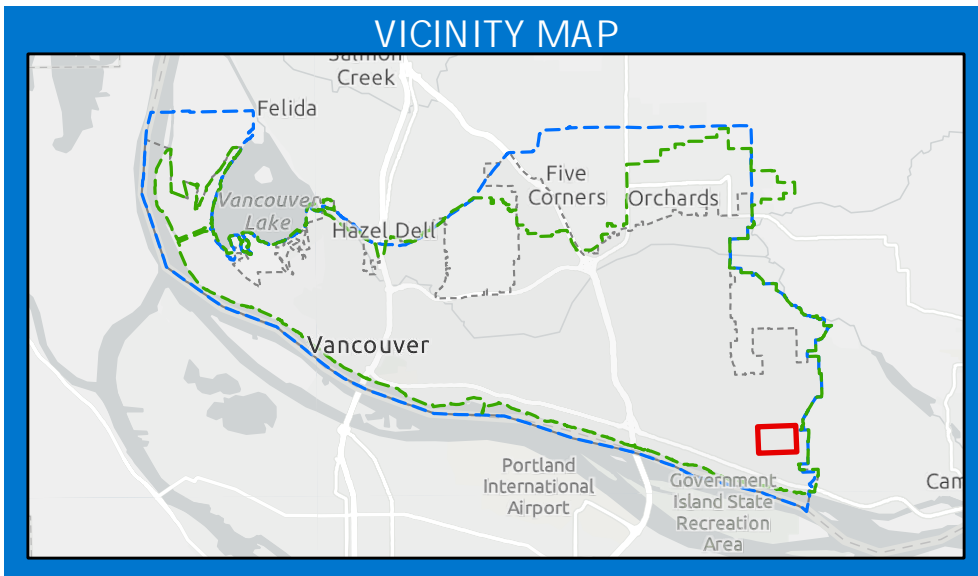 VICINITY MAP
Salmon
Creek
Felida
Five
Corners
Orchards
Vancouver
Lake
Hazel Dell
Vancouver
Portland
International
Airport
Government
Island State
Recreation
Area
Cam